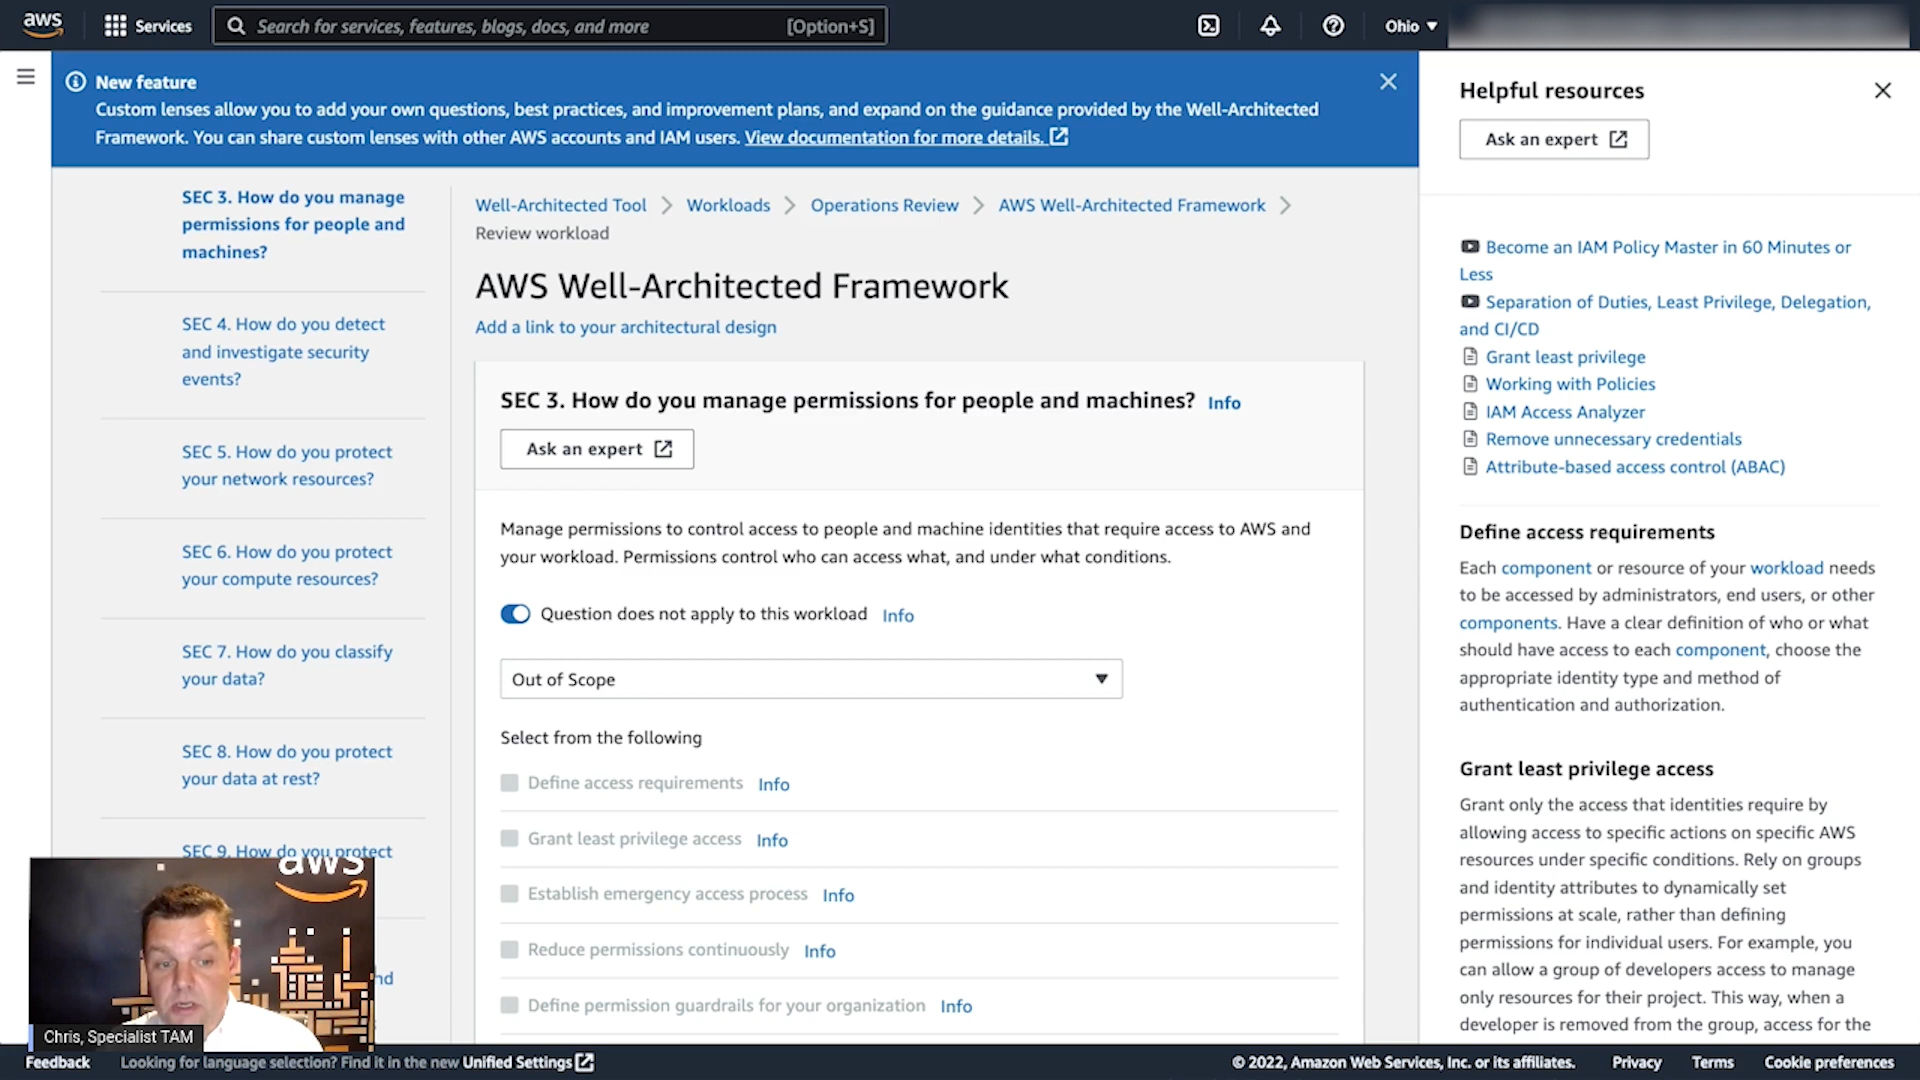 aws
Services
Search for services, features, blogs, docs, and more
[Option+S]
Ohio
New feature
Custom lenses allow you to add your own questions, best practices, and improvement plans, and expand on the guidance provided by the Well-Architected
Framework. You can share custom lenses with other AWS accounts and IAM users. View documentation for more details.
SEC 3. How do you manage
permissions for people and
machines?
SEC 4. How do you detect
and investigate security
events?
SEC 5. How do you protect
your network resources?
SEC 6. How do you protect
your compute resources?
SEC 7. How do you classify
your data?
SEC 8. How do you protect
your data at rest?
SEC 9. How do you protect
nd
Well-Architected Tool
Workloads
Operations Review
AWS Well-Architected Framework
Review workload
AWS Well-Architected Framework
Add a link to your architectural design
SEC 3. How do you manage permissions for people and machines? Info
Ask an expert
Manage permissions to control access to people and machine identities that require access to AWS and
your workload. Permissions control who can access what, and under what conditions.
Question does not apply to this workload Info
Out of Scope
Select from the following
Define access requirements Info
Grant least privilege access Info
Establish emergency access process Info
Reduce permissions continuously Info
Define permission guardrails for your organization Info
Helpful resources
Ask an expert
Become an IAM Policy Master in 60 Minutes or
Less
Separation of Duties, Least Privilege, Delegation,
and CI/CD
Grant least privilege
Working with Policies
IAM Access Analyzer
Remove unnecessary credentials
Attribute-based access control (ABAC)
Define access requirements
Each component or resource of your workload needs
to be accessed by administrators, end users, or other
components. Have a clear definition of who or what
should have access to each component, choose the
appropriate identity type and method of
authentication and authorization.
Grant least privilege access
Grant only the access that identities require by
allowing access to specific actions on specific AWS
resources under specific conditions. Rely on groups
and identity attributes to dynamically set
permissions at scale, rather than defining
permissions for individual users. For example, you
can allow a group of developers access to manage
only resources for their project. This way, when a
developer is removed from the group, access for the
aws
Chris, Specialist TAM
Feedback
Looking for language selection? Find it in the new Unified Settings
© 2022, Amazon Web Services, Inc. or its affiliates.
Privacy
Terms
Cookie preferences